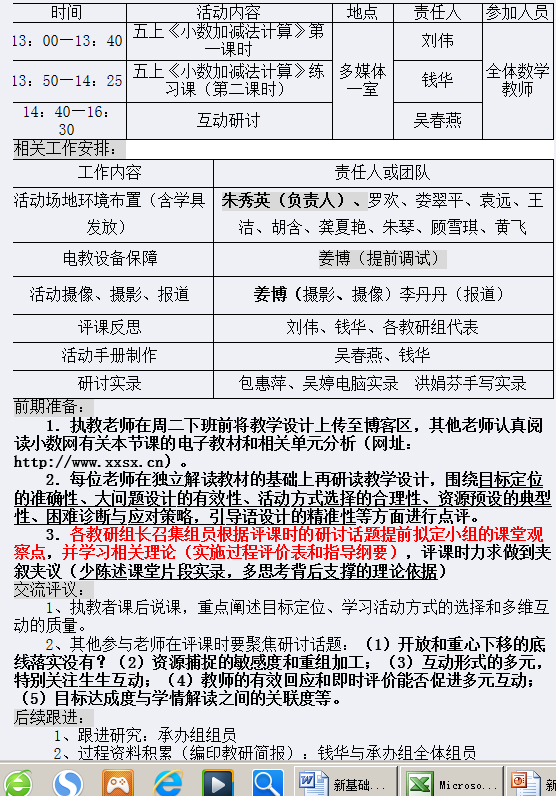 时间 活动内容 地点 责任人 参加人员
13：00—13：40 五上《小数加减法计算》第一课时 多媒体一室 刘伟 全体数学教师
13：50—14：25 五上《小数加减法计算》练习课（第二课时） 钱华
14：40—16：30 互动研讨 吴春燕
相关工作安排：
工作内容 责任人或团队
活动场地环境布置（含学具发放） 朱秀英（负责人）、罗欢、娄翠平、袁远、王洁、胡含、龚夏艳、朱琴、顾雪琪、黄飞
电教设备保障 姜博（提前调试）
活动摄像、摄影、报道 姜博（摄影、摄像）李丹丹（报道）
评课反思 刘伟、钱华、各教研组代表
活动手册制作 吴春燕、钱华
研讨实录 包惠萍、吴婷电脑实录 洪娟芬手写实录
前期准备：
1．执教老师在周二下班前将教学设计上传至博客区，其他老师认真阅
读小数网有关本节课的电子教材和相关单元分析（网址：
http://www.xxsx.cn）。
2．每位老师在独立解读教材的基础上再研读教学设计，围绕目标定位
的准确性、大问题设计的有效性、活动方式选择的合理性、资源预设的典型
性、困难诊断与应对策略，引导语设计的精准性等方面进行点评。
3．各教研组长召集组员根据评课时的研讨话题提前拟定小组的课堂观
察点，并学习相关理论（实施过程评价表和指导纲要），评课时力求做到夹
叙夹议（少陈述课堂片段实录，多思考背后支撑的理论依据）
交流评议：
1、执教者课后说课，重点阐述目标定位、学习活动方式的选择和多维互
动的质量。
2、其他参与老师在评课时要聚焦研讨话题：（1）开放和重心下移的底
线落实没有？（2）资源捕捉的敏感度和重组加工；（3）互动形式的多元，
特别关注生生互动；（4）教师的有效回应和即时评价能否促进多元互动；
（5）目标达成度与学情解读之间的关联度等。
后续跟进：
1、跟进研究：承办组组员
2、过程资料积累（编印教研简报）：钱华与承办组全体组员
新基础... Microso... 新